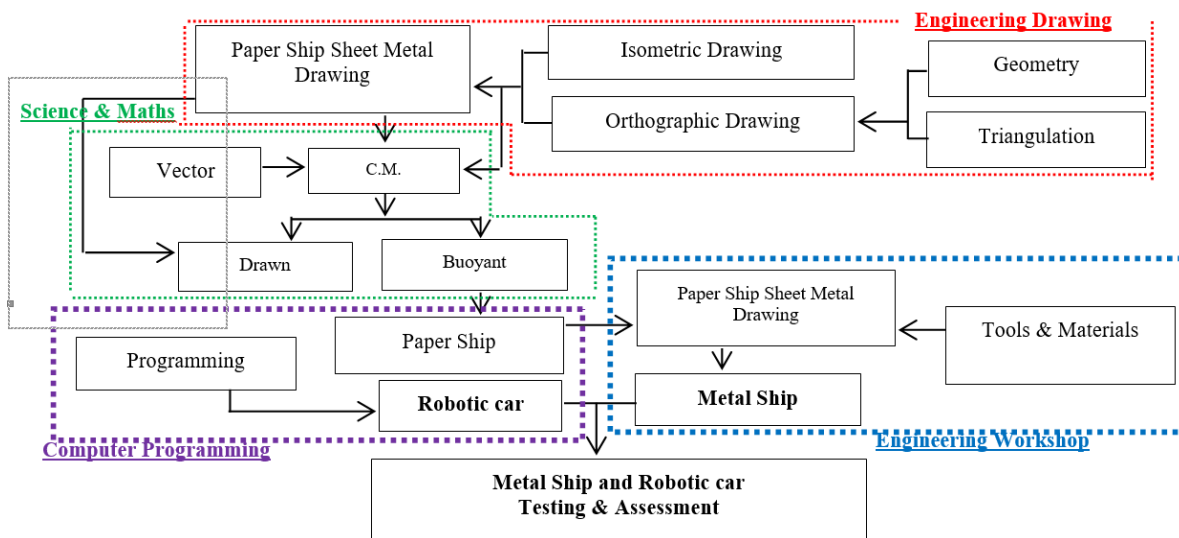 Engineering Drawing
Paper Ship Sheet Metal
Drawing
Isometric Drawing
Geometry
Science & Maths
Orthographic Drawing
Triangulation
Vector
C.M.
Drawn
Buoyant
Paper Ship Sheet Metal
Drawing
Tools & Materials
Paper Ship
Programming
Robotic car
Metal Ship
Computer Programming
Engineering Workshop
Metal Ship and Robotic car
Testing & Assessment